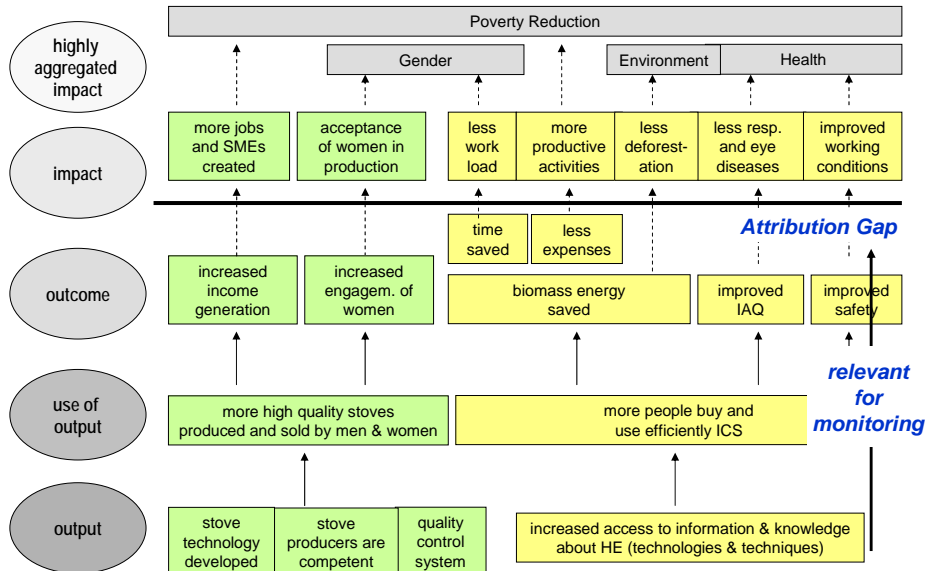 Poverty Reduction
highly
aggregated
impact
Gender
Environment
Health
more jobs
and SMEs
created
acceptance
of women in
production
less
work
load
more
productive
activities
less
deforest-
ation
less resp.
and eye
diseases
improved
working
conditions
impact
time
saved
less
expenses
Attribution Gap
outcome
increased
income
generation
increased
engagem. of
women
biomass energy
saved
improved
IAQ
improved
safety
use of
output
more high quality stoves
produced and sold by men & women
more people buy and
use efficiently ICS
relevant
for
monitoring
output
stove
technology
developed
stove
producers are
competent
quality
control
system
increased access to information & knowledge
about HE (technologies & techniques)